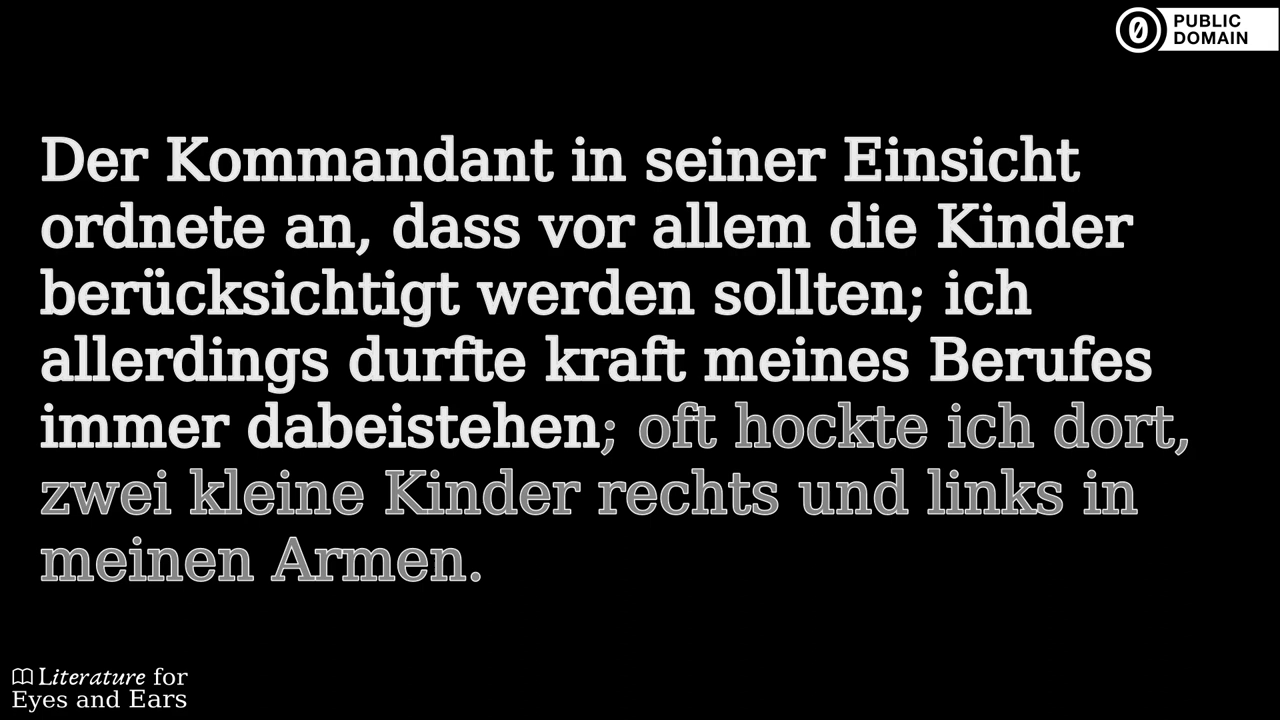 PUBLIC
DOMAIN
Der Kommandant in seiner Einsicht
ordnete an, dass vor allem die Kinder
berücksichtigt werden sollten; ich
allerdings durfte kraft meines Berufes
immer dabeistehen; oft hockte ich dort,
zwei kleine Kinder rechts und links in
meinen Armen.
Literature for
Eyes and Ears